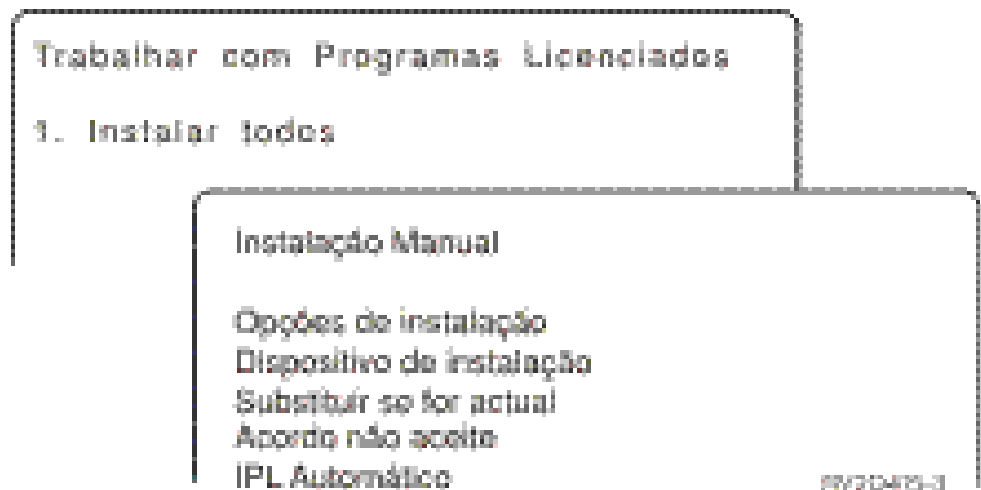 Trabalhar com Programas Licenciados
1. Instalar todos
Instalação Manual
Opções de instalação
Dispositivo de instalação
Substituir se for actual
Acordo não aceite
IPL Automático